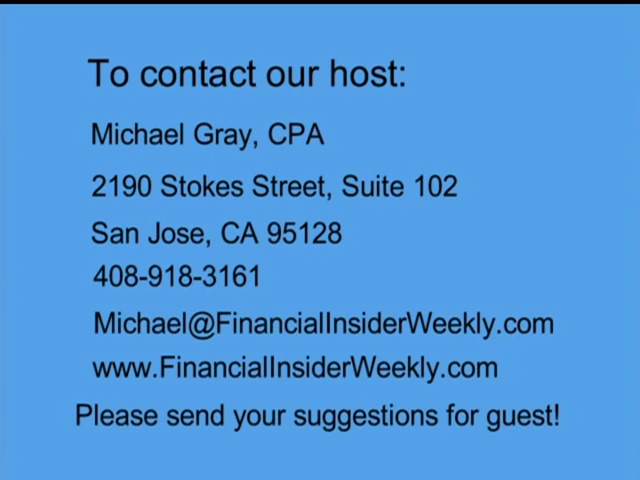 To contact our host:
Michael Gray, CPA
2190 Stokes Street, Suite 102
San Jose, CA 95128
408-918-3161
Michael@FinancialInsiderWeekly.com
www.FinancialInsiderWeekly.com
Please send your suggestions for guest!